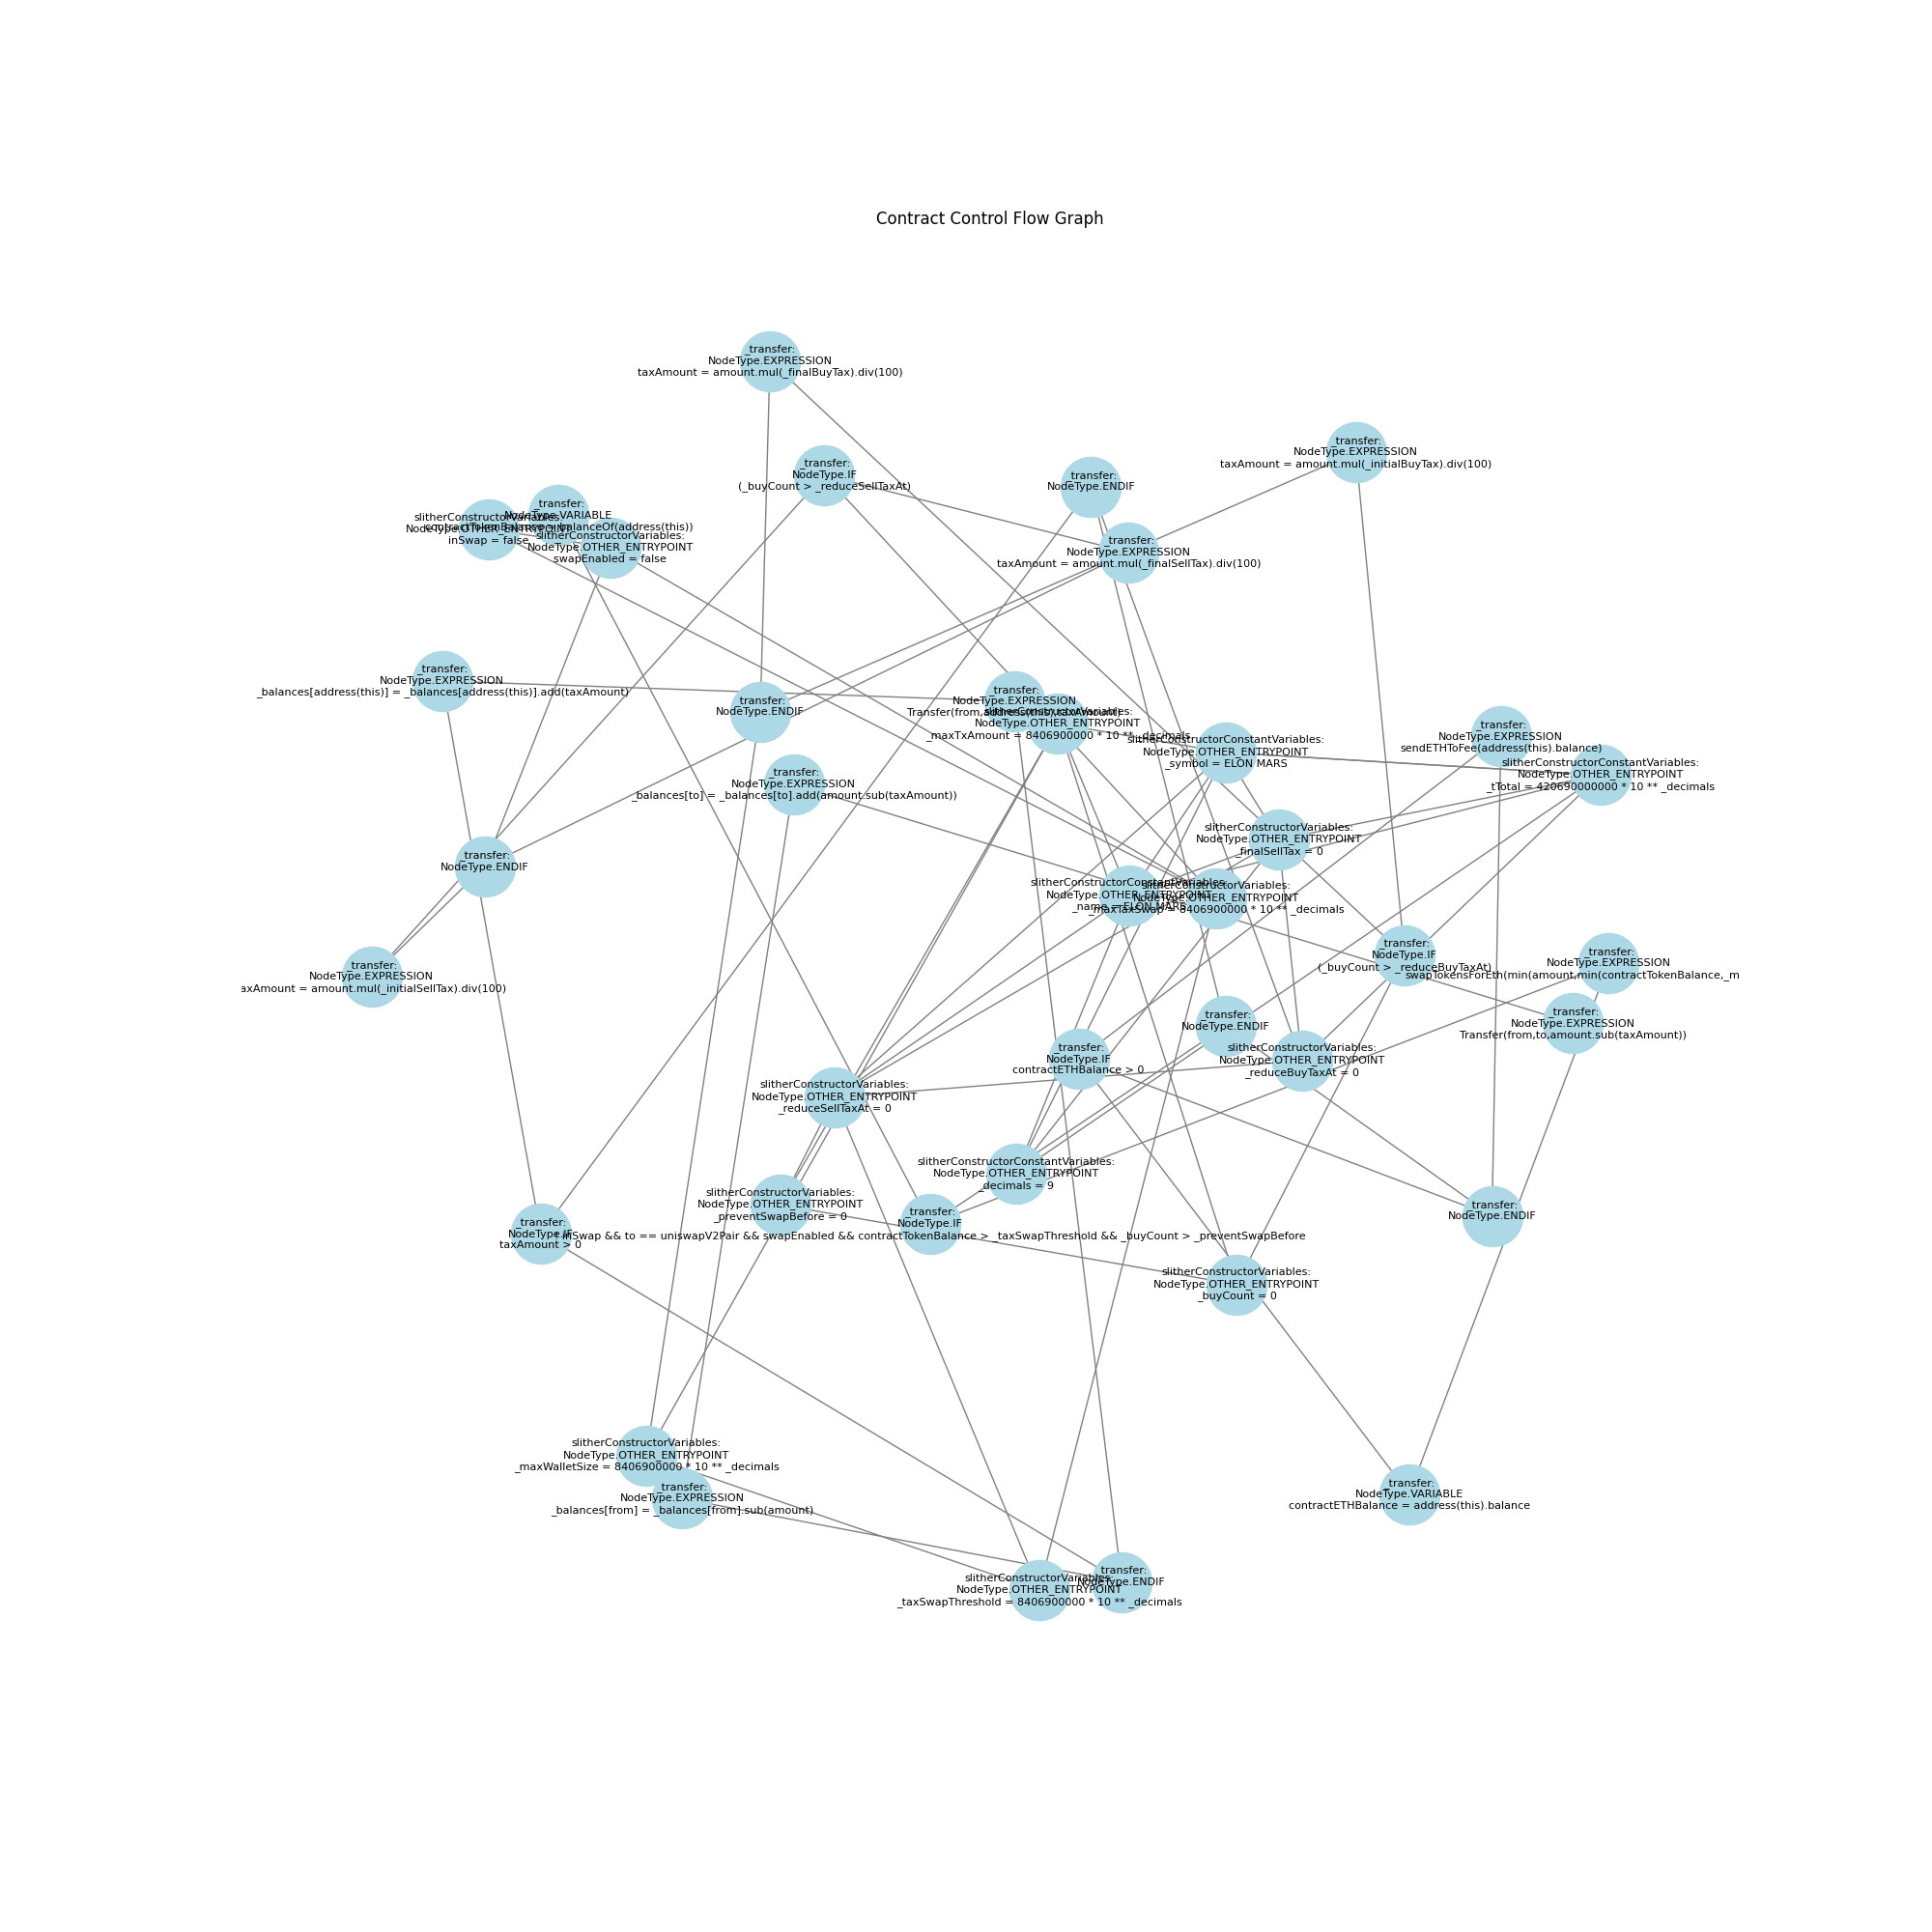 Contract Control Flow Graph
_transfer:
NodeType.EXPRESSION
taxAmount = amount.mul(_finalBuyTax).div(100)
_transfer:
NodeType.EXPRESSION
taxAmount = amount.mul(_initialBuyTax).div(100)
_transfer:
NodeType.IF
(_buyCount > _reduceSellTaxAt)
_transfer:
NodeType.ENDIF
_transfer:
NodeType.VARIABLE
contractTokenBalance = balanceOf(address(this))
slitherConstructorVariables:
NodeType.OTHER_ENTRYPOINT
inSwap = false
slitherConstructorVariables:
NodeType.OTHER_ENTRYPOINT
swapEnabled = false
_transfer:
NodeType.EXPRESSION
taxAmount = amount.mul(_finalSellTax).div(100)
_transfer:
NodeType.EXPRESSION
_balances[address(this)] = _balances[address(this)].add(taxAmount)
_transfer:
NodeType.ENDIF
_transfer:
NodeType.EXPRESSION
Transfer(from,address(this),taxAmount)
slitherConstructorVariables:
NodeType.OTHER_ENTRYPOINT
_maxTxAmount = 8406900000 * 10 ** _decimals
slitherConstructorConstantVariables:
NodeType.OTHER_ENTRYPOINT
_symbol = ELON MARS
_transfer:
NodeType.EXPRESSION
sendETHToFee(address(this).balance)
slitherConstructorConstantVariables:
NodeType.OTHER_ENTRYPOINT
_tTotal = 420690000000 * 10 ** _decimals
_transfer:
NodeType.EXPRESSION
_balances[to] = _balances[to].add(amount.sub(taxAmount))
slitherConstructorVariables:
NodeType.OTHER_ENTRYPOINT
_finalSellTax = 0
_transfer:
NodeType.ENDIF
slitherConstructorConstantVariables:
NodeType.OTHER_ENTRYPOINT
_name = ELON MARS
slitherConstructorVariables:
NodeType.OTHER_ENTRYPOINT
_maxTaxSwap = 8406900000 * 10 ** _decimals
_transfer:
NodeType.IF
(_buyCount > _reduceBuyTaxAt)
_transfer:
NodeType.EXPRESSION
swapTokensForEth(min(amount,min(contractTokenBalance,_m
_transfer:
NodeType.EXPRESSION
axAmount = amount.mul(_initialSellTax).div(100)
_transfer:
NodeType.EXPRESSION
Transfer(from,to,amount.sub(taxAmount))
_transfer:
NodeType.ENDIF
_transfer:
NodeType.IF
contractETHBalance > 0
slitherConstructorVariables:
NodeType.OTHER_ENTRYPOINT
_reduceBuyTaxAt = 0
slitherConstructorVariables:
NodeType.OTHER_ENTRYPOINT
_reduceSellTaxAt = 0
slitherConstructorConstantVariables:
NodeType.OTHER_ENTRYPOINT
_decimals = 9
slitherConstructorVariables:
NodeType.OTHER_ENTRYPOINT
_preventSwapBefore = 0
_transfer:
NodeType.IF
inSwap && to == uniswapV2Pair && swapEnabled && contractTokenBalance > _taxSwapThreshold && _buyCount > _preventSwapBefore
_transfer:
NodeType.IF
taxAmount > 0
_transfer:
NodeType.ENDIF
slitherConstructorVariables:
NodeType.OTHER_ENTRYPOINT
_buyCount = 0
slitherConstructorVariables:
NodeType.OTHER_ENTRYPOINT
_maxWalletSize = 8406900000 * 10 ** _decimals
_transfer:
NodeType.EXPRESSION
_balances[from] = _balances[from].sub(amount)
_transfer:
NodeType.VARIABLE
contractETHBalance = address(this).balance
slitherConstructorVariables:
NodeType.OTHER_ENTRYPOINT
_taxSwapThreshold = 8406900000 * 10 ** _decimals
_transfer:
NodeType.ENDIF